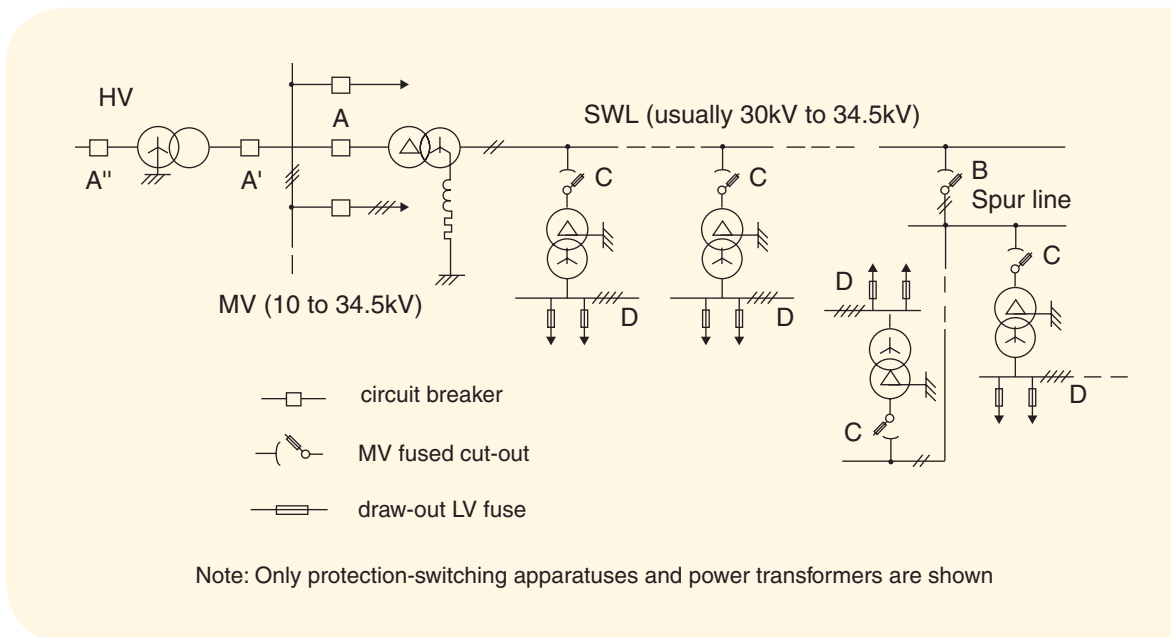 HV
A
SWL (usually 30kV to 34.5kV)
A"
A'
C
C
B
Spur line
C
MV (10 to 34.5kV)
D
D
D
D
C
circuit breaker
MV fused cut-out
draw-out LV fuse
Note: Only protection-switching apparatuses and power transformers are shown